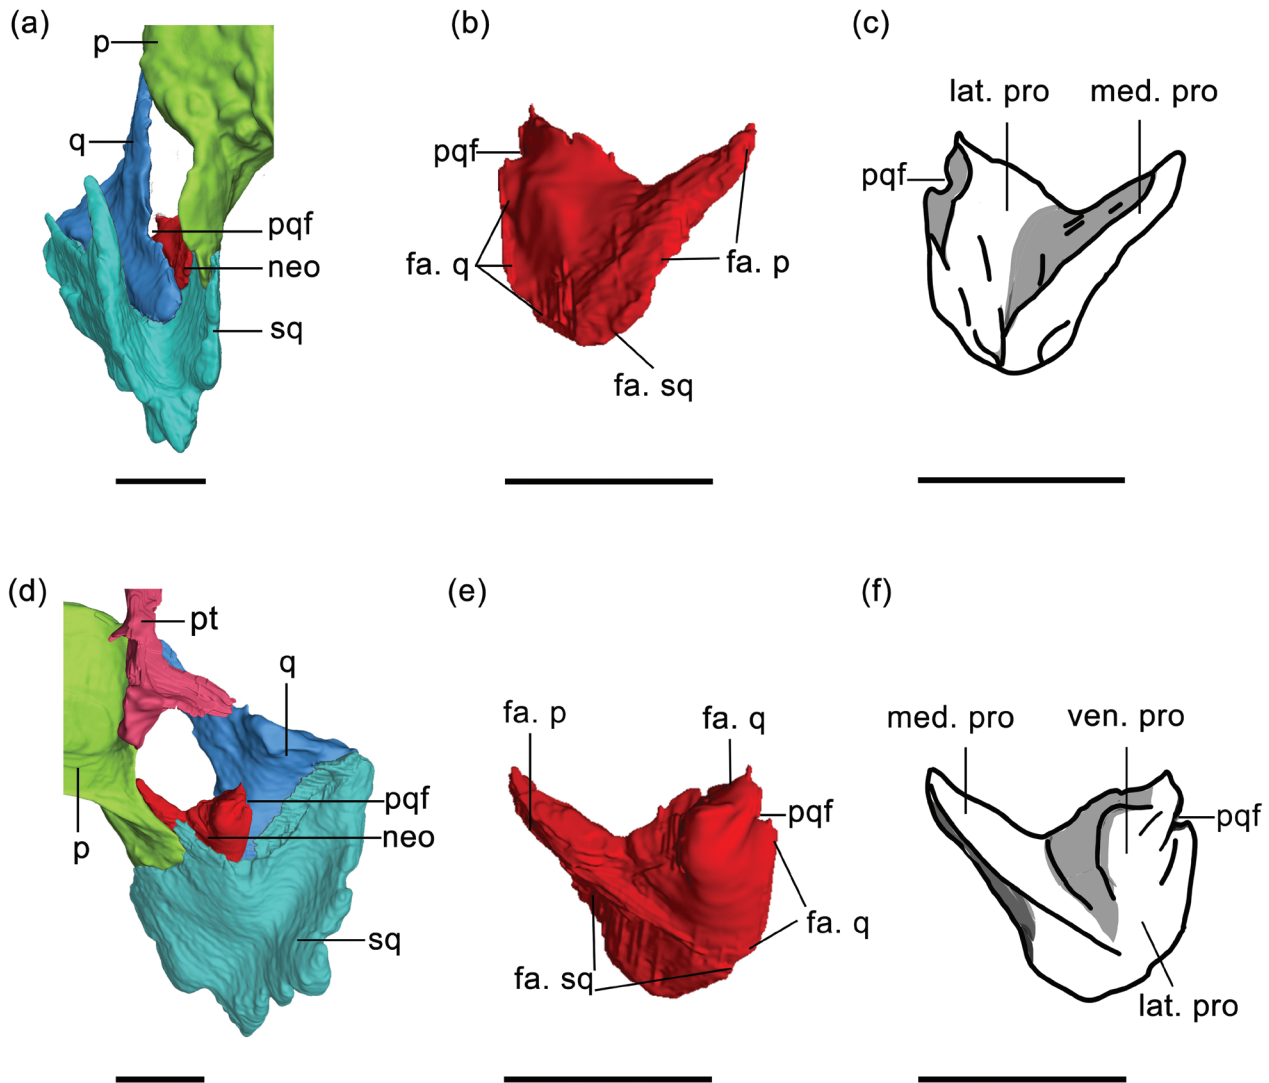 (a)
p
q
pqf
neo
sq
(b)
pqf
fa. q
fa. p
fa. sq
(c)
lat. pro
med. pro
pqf
(d)
pt
q
pqf
neo
p
sq
(e)
fa. p
fa. q
pqf
fa. q
fa. sq
(f)
med. pro
ven. pro
pqf
lat. pro